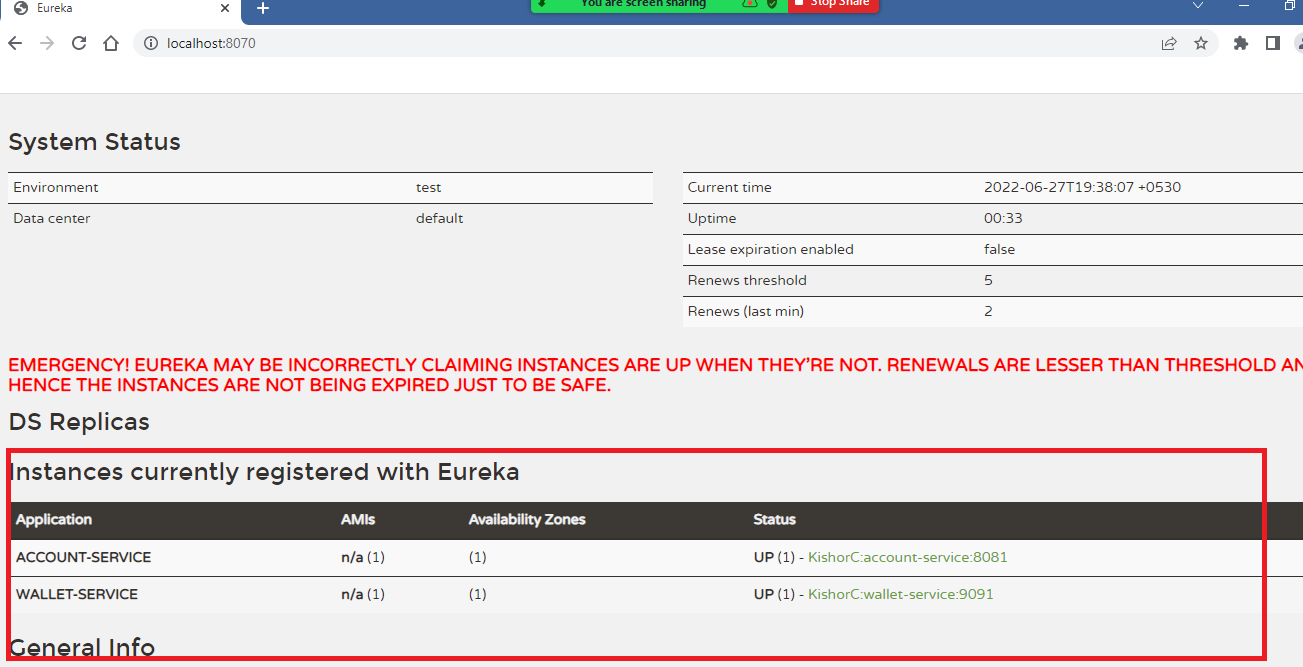 Eureka
You are screen sharing
Stop Share
localhost:8070
System Status
Environment test
Data center default
Current time 2022-06-27T19:38:07 +0530
Uptime 00:33
Lease expiration enabled false
Renews threshold 5
Renews (last min) 2
EMERGENCY! EUREKA MAY BE INCORRECTLY CLAIMING INSTANCES ARE UP WHEN THEY'RE NOT. RENEWALS ARE LESSER THAN THRESHOLD AN
HENCE THE INSTANCES ARE NOT BEING EXPIRED JUST TO BE SAFE.
DS Replicas
Instances currently registered with Eureka
Application AMIs Availability Zones Status
ACCOUNT-SERVICE n/a (1) (1) UP (1) - KishorC:account-service:8081
WALLET-SERVICE n/a (1) (1) UP (1) - KishorC:wallet-service:9091
General Info